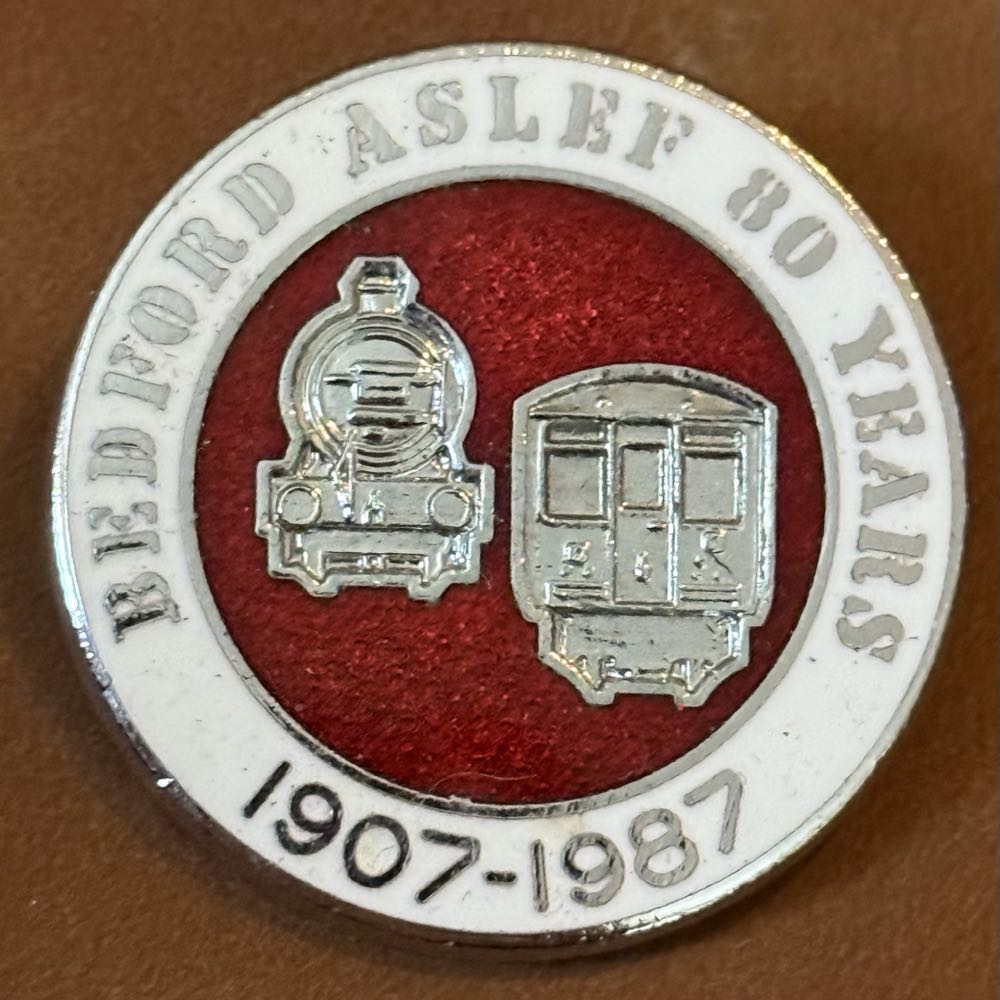 BEDFORD ASLEF 80 YEARS
1907-1987